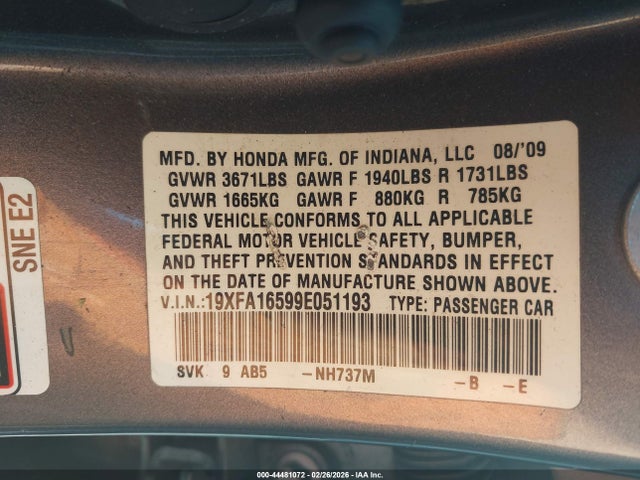 SNE E2
MFD. BY HONDA MFG. OF INDIANA, LLC 08/'09
GVWR 3671LBS GAWR F 1940LBS R 1731LBS
GVWR 1665KG GAWR F 880KG R 785KG
THIS VEHICLE CONFORMS TO ALL APPLICABLE
FEDERAL MOTOR VEHICLE SAFETY, BUMPER,
AND THEFT PREVENTION STANDARDS IN EFFECT
ON THE DATE OF MANUFACTURE SHOWN ABOVE.
V.I.N.:19XFA16599E051193 TYPE: PASSENGER CAR
SVK 9 AB5 -NH737M -B -E
000-44481072 02/26/2026 - IAA Inc.